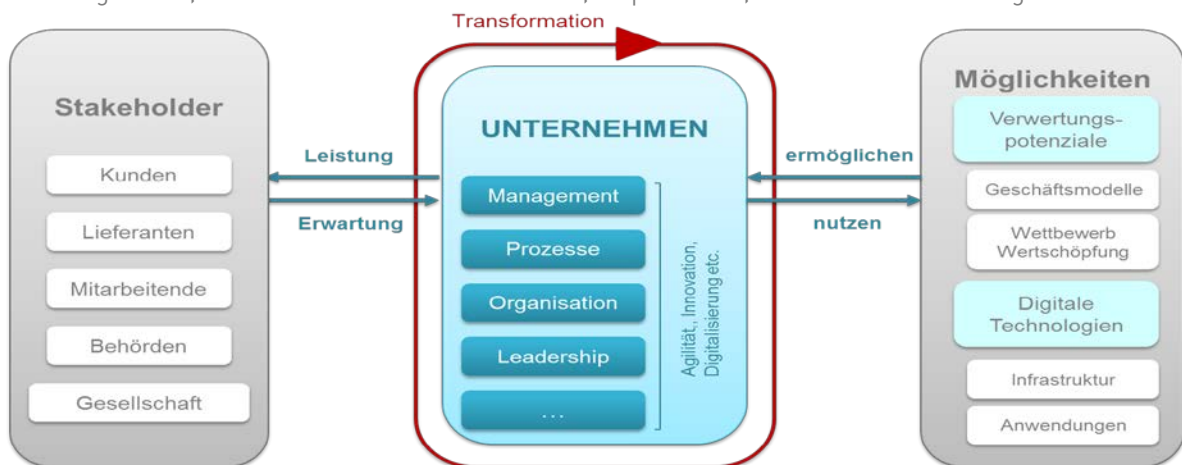 Transformation
Stakeholder
Kunden
Lieferanten
Mitarbeitende
Behörden
Gesellschaft
Leistung
Erwartung
UNTERNEHMEN
Management
Prozesse
Organisation
Leadership
...
Agilität,, Innovation,
Digitalisierung etc.
ermöglichen
nutzen
Möglichkeiten
Verwertungs-
potenziale
Geschäftsmodelle
Wettbewerb
Wertschöpfung
Digitale
Technologien
Infrastruktur
Anwendungen